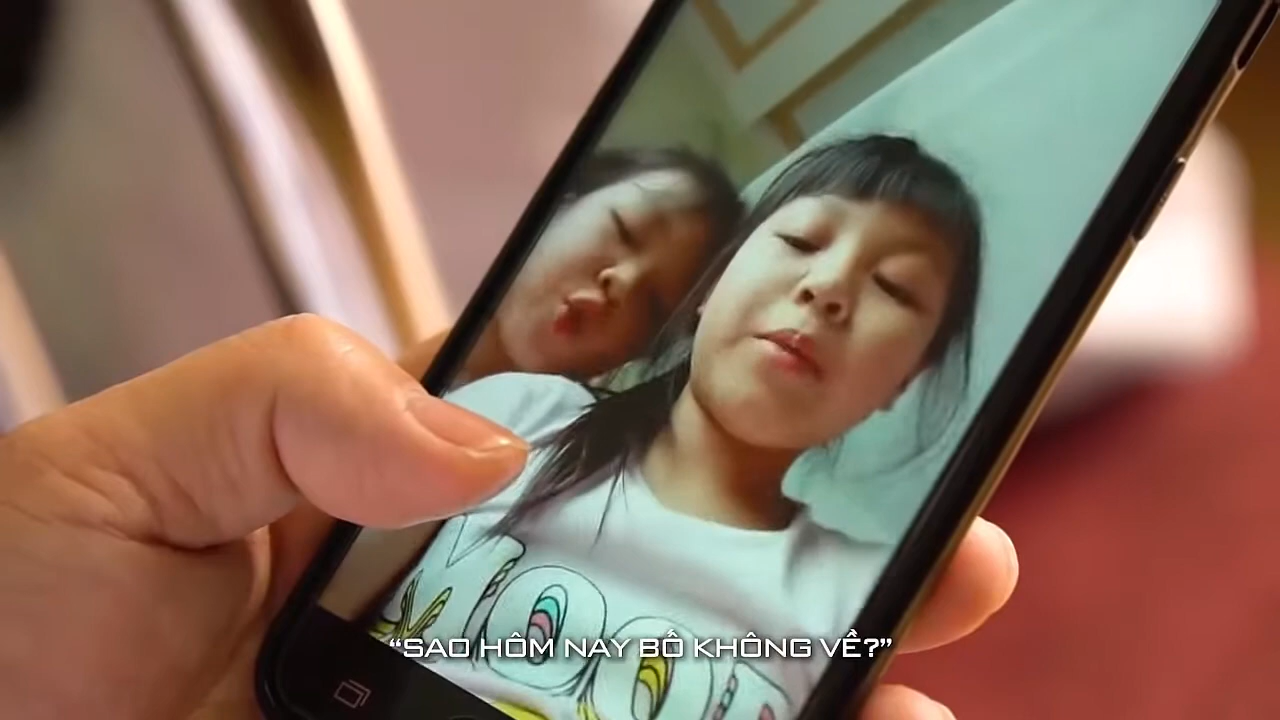 “SAO HÔM NAY BỐ KHÔNG VỀ?”